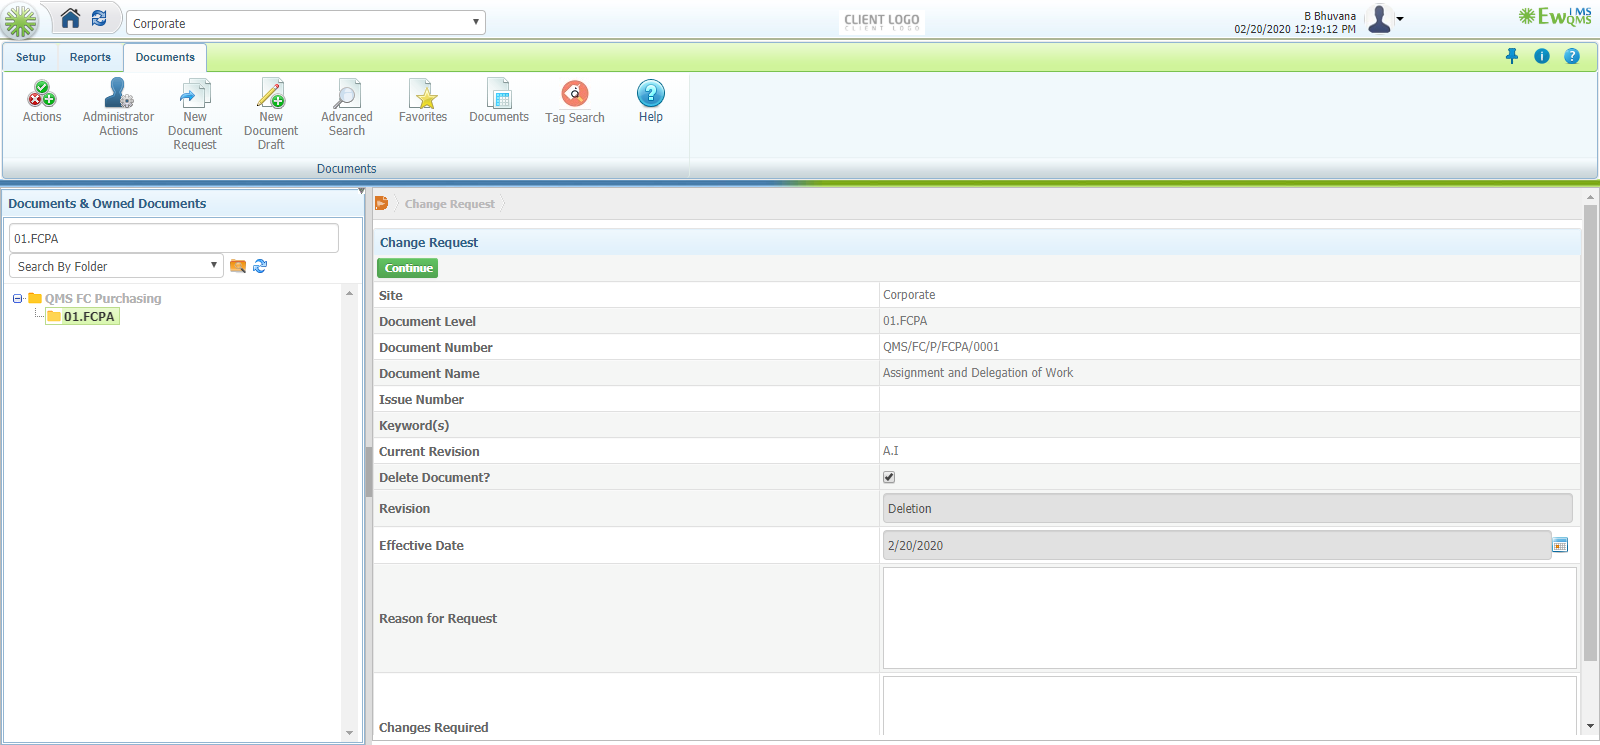 Corporate
CLIENT LOGO
CLIENT LOGO
B Bhuvana
02/20/2020 12:19:12 PM
EwQMS
IMS
Setup
Reports
Documents
Actions
Administrator
Actions
New
Document
Request
New
Document
Draft
Advanced
Search
Favorites
Documents
Tag Search
Help
Documents
Documents & Owned Documents
01.FCPA
Search By Folder
QMS FC Purchasing
01.FCPA
Change Request
Change Request
Continue
Site Corporate
Document Level 01.FCPA
Document Number QMS/FC/P/FCPA/0001
Document Name Assignment and Delegation of Work
Issue Number
Keyword(s)
Current Revision A.I
Delete Document?
Revision Deletion
Effective Date 2/20/2020
Reason for Request
Changes Required